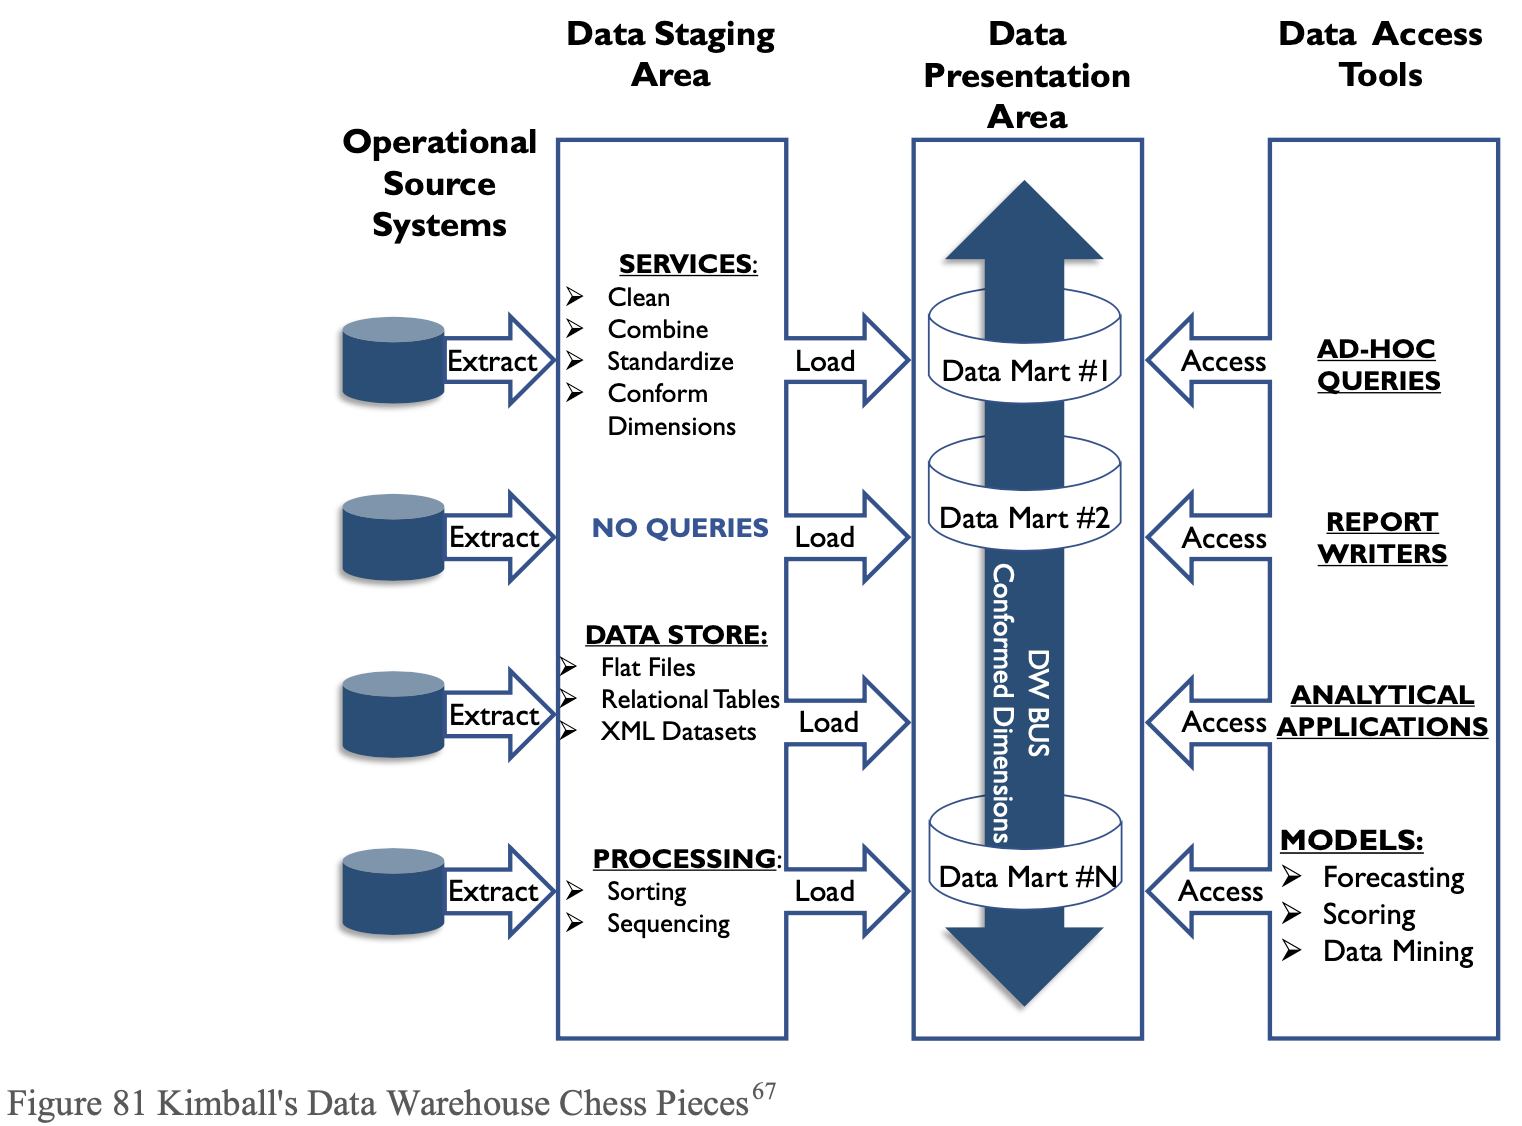 Data Staging
Area
Data
Presentation
Area
Data Access
Tools
Operational
Source
Systems
SERVICES:
➢ Clean
➢ Combine
➢ Standardize
➢ Conform
Dimensions
NO QUERIES
DATA STORE:
➢ Flat Files
➢ Relational Tables
➢ XML Datasets
PROCESSING:
➢ Sorting
➢ Sequencing
Extract
Extract
Extract
Extract
Load
Load
Load
Load
Data Mart #1
Data Mart #2
DW BUS
Conformed Dimensions
Data Mart #N
Access
Access
Access
Access
AD-HOC
QUERIES
REPORT
WRITERS
ANALYTICAL
APPLICATIONS
MODELS:
➢ Forecasting
➢ Scoring
➢ Data Mining
Figure 81 Kimball's Data Warehouse Chess Pieces67